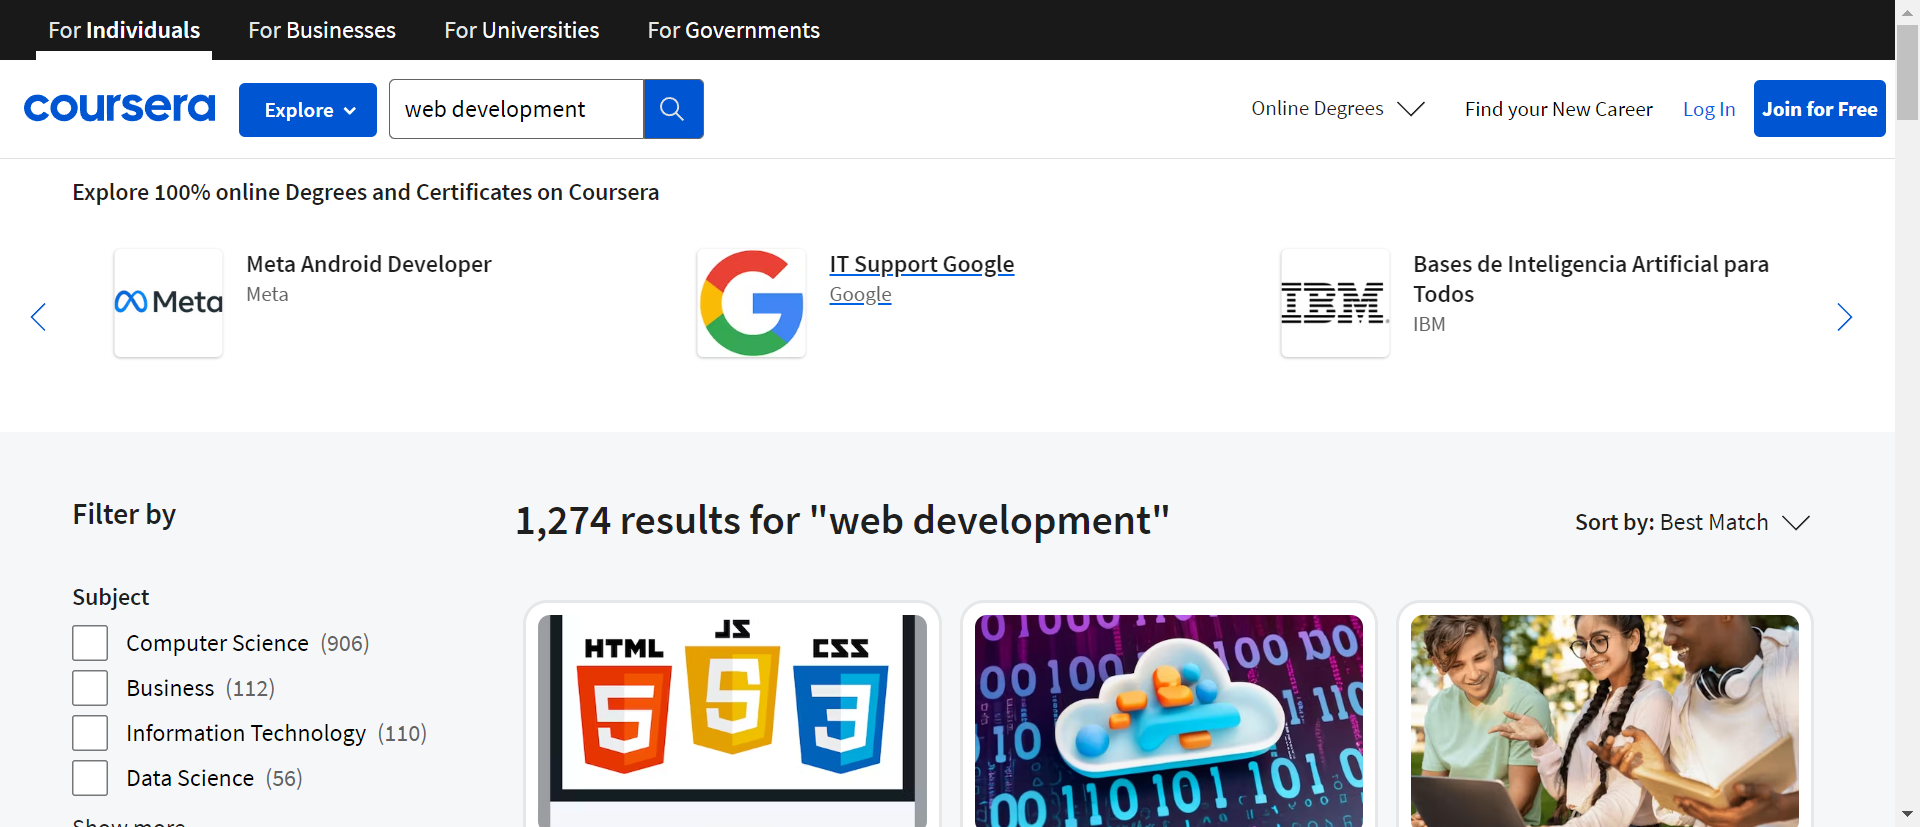 For Individuals
For Businesses
For Universities
For Governments
coursera
Explore
web development
Online Degrees
Find your New Career
Log In
Join for Free
Explore 100% online Degrees and Certificates on Coursera
Meta
Meta Android Developer
Meta
IT Support Google
Google
IBM
Bases de Inteligencia Artificial para
Todos
IBM
Filter by
1,274 results for "web development"
Sort by: Best Match
Subject
Computer Science (906)
Business (112)
Information Technology (110)
Data Science (56)
Show more
HTML
JS
CSS
5
5
3